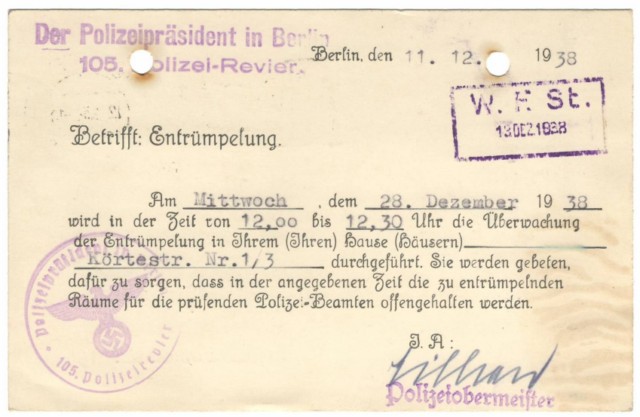 Der Polizeipräsident in Berlin
105. Polizei-Revier.
Berlin, den 11. 12. 1938
W. F. St.
13.DEZ.1938
Betrifft: Entrümpelung.
Am Mittwoch, dem 28. Dezember 1938
wird in der Zeit von 12,00 bis 12,30 Uhr die Überwachung
der Entrümpelung in Ihrem (Ihren) Hause (Häusern)
Körtestr. Nr.1/3 durchgeführt. Sie werden gebeten,
dafür zu sorgen, dass in der angegebenen Zeit die zu entrümpelnden
Räume für die prüfenden Polizei-Beamten offengehalten werden.
105. Polizeirevier
J. A:
Polizeiobermeister